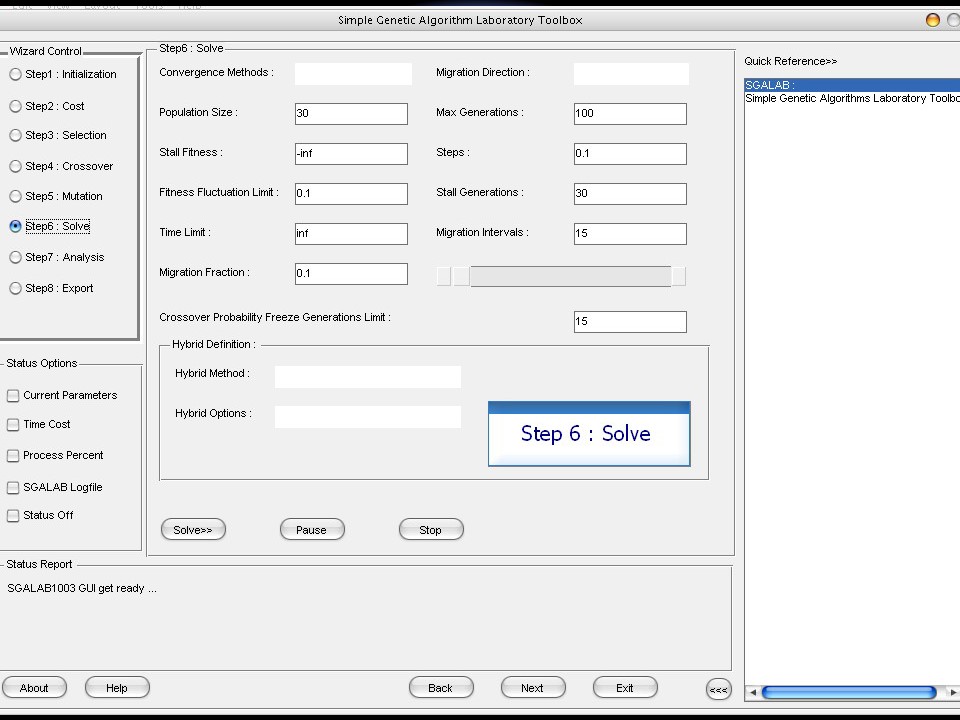 Edit View Layout Tools Help
Simple Genetic Algorithm Laboratory Toolbox
Wizard Control
Step1 : Initialization
Step2 : Cost
Step3 : Selection
Step4 : Crossover
Step5 : Mutation
Step6 : Solve
Step7 : Analysis
Step8 : Export
Status Options
Current Parameters
Time Cost
Process Percent
SGALAB Logfile
Status Off
Step6 : Solve
Convergence Methods :
Migration Direction :
Population Size : 30
Max Generations : 100
Stall Fitness : -inf
Steps : 0.1
Fitness Fluctuation Limit : 0.1
Stall Generations : 30
Time Limit : inf
Migration Intervals : 15
Migration Fraction : 0.1
Crossover Probability Freeze Generations Limit : 15
Hybrid Definition :
Hybrid Method :
Hybrid Options :
Step 6 : Solve
Solve>> Pause Stop
Quick Reference>>
SGALAB :
Simple Genetic Algorithms Laboratory Toolbo
Status Report
SGALAB1003 GUI get ready ...
About Help Back Next Exit <<<